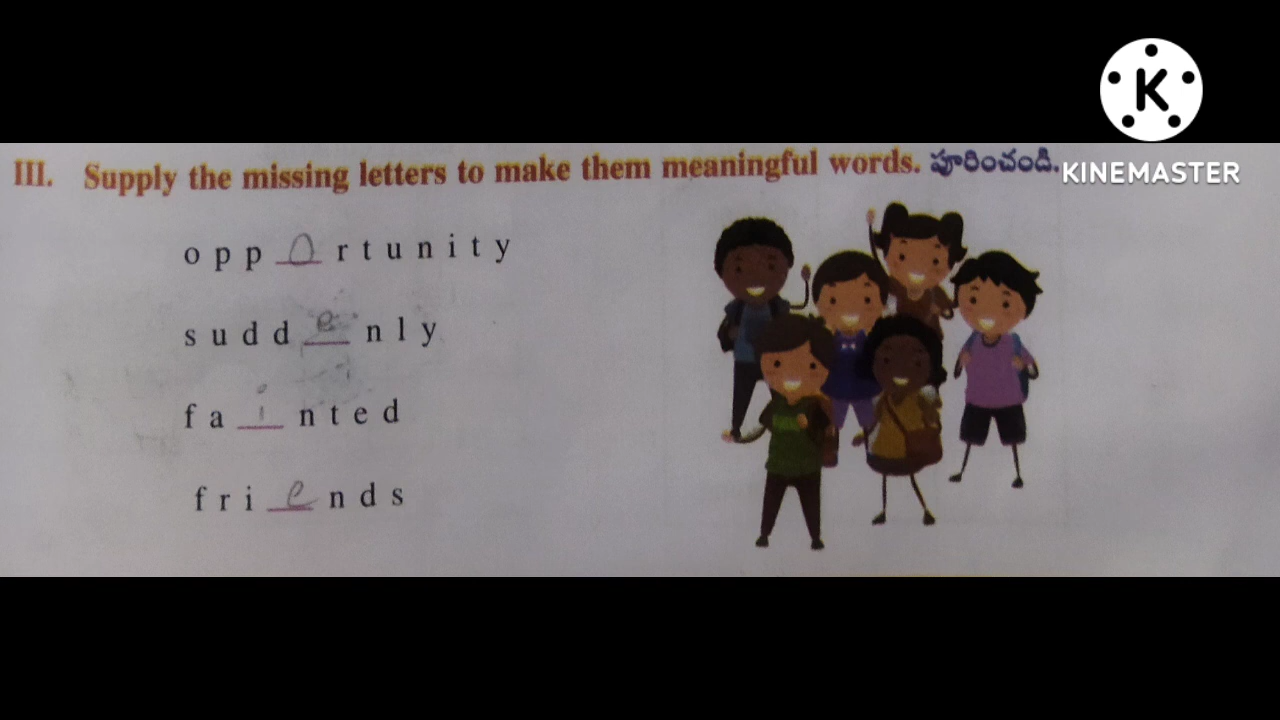 K
KINEMASTER
III. Supply the missing letters to make them meaningful words. పూరించండి.
o p p o r t u n i t y
s u d d e n l y
f a i n t e d
f r i e n d s